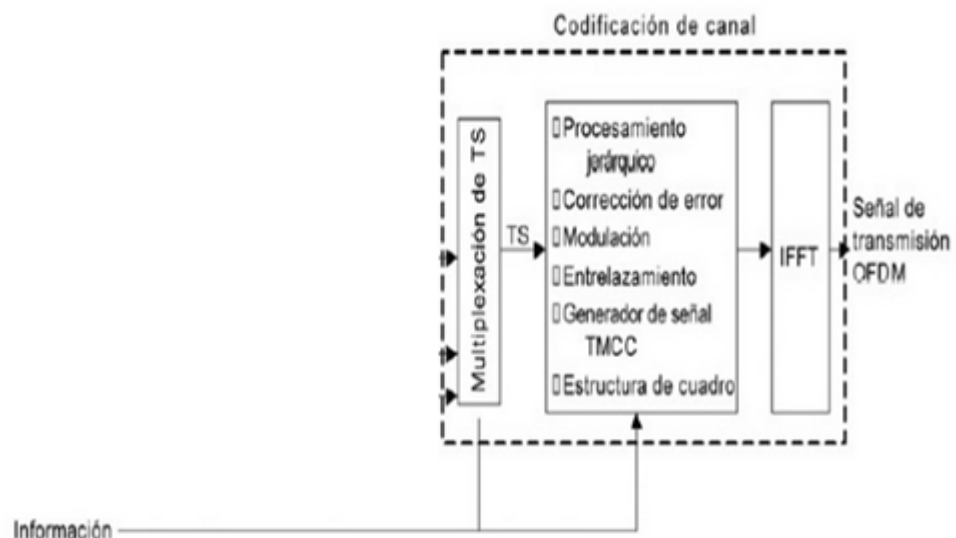 Codificación de canal
Multiplexación de TS
TS
Procesamiento
jerárquico
Corrección de error
Modulación
Entrelazamiento
Generador de señal
TMCC
Estructura de cuadro
IFFT
Señal de
transmisión
OFDM
Información